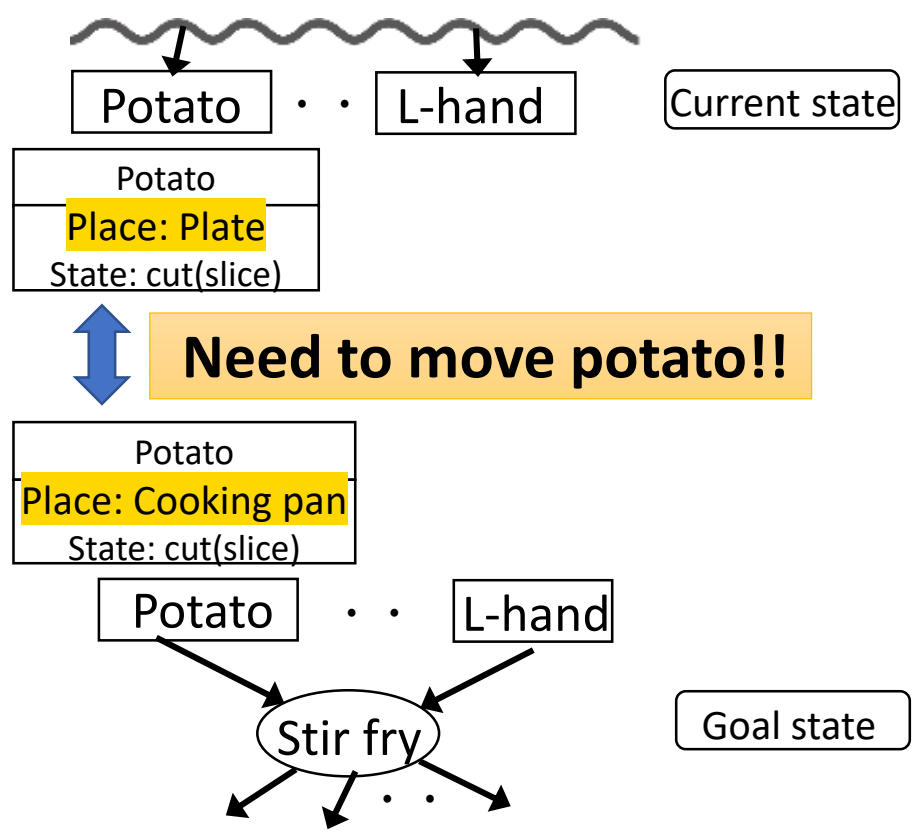 Potato · · L-hand
Current state
Potato
Place: Plate
State: cut(slice)
Need to move potato!!
Potato
Place: Cooking pan
State: cut(slice)
Potato · · L-hand
Stir fry
Goal state
· ·